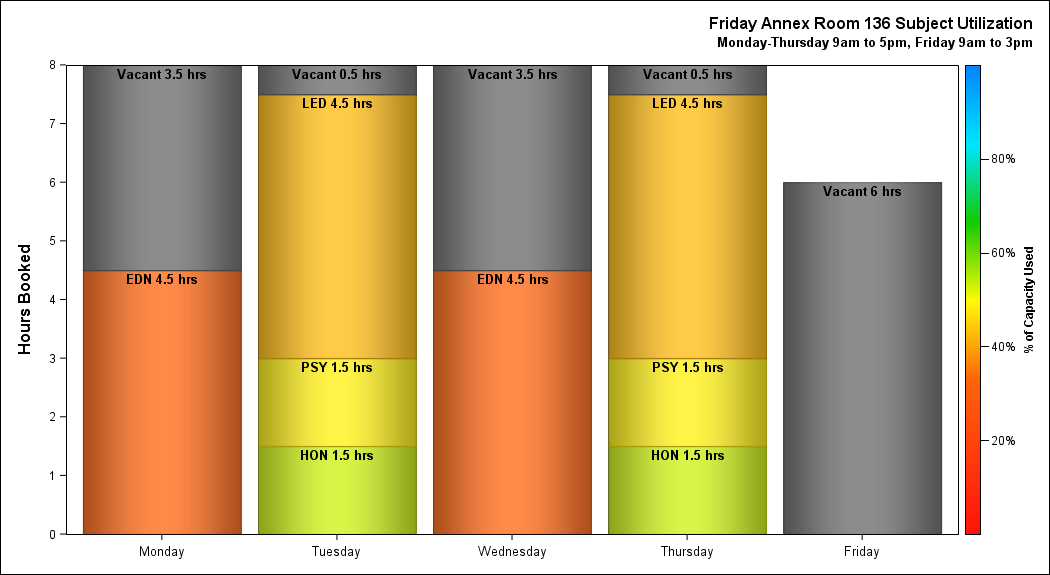 Friday Annex Room 136 Subject Utilization
Monday-Thursday 9am to 5pm, Friday 9am to 3pm
Hours Booked
8
7
6
5
4
3
2
1
0
Vacant 3.5 hrs
EDN 4.5 hrs
Vacant 0.5 hrs
LED 4.5 hrs
PSY 1.5 hrs
HON 1.5 hrs
Vacant 3.5 hrs
EDN 4.5 hrs
Vacant 0.5 hrs
LED 4.5 hrs
PSY 1.5 hrs
HON 1.5 hrs
Vacant 6 hrs
Monday Tuesday Wednesday Thursday Friday
80%
60%
40%
20%
% of Capacity Used